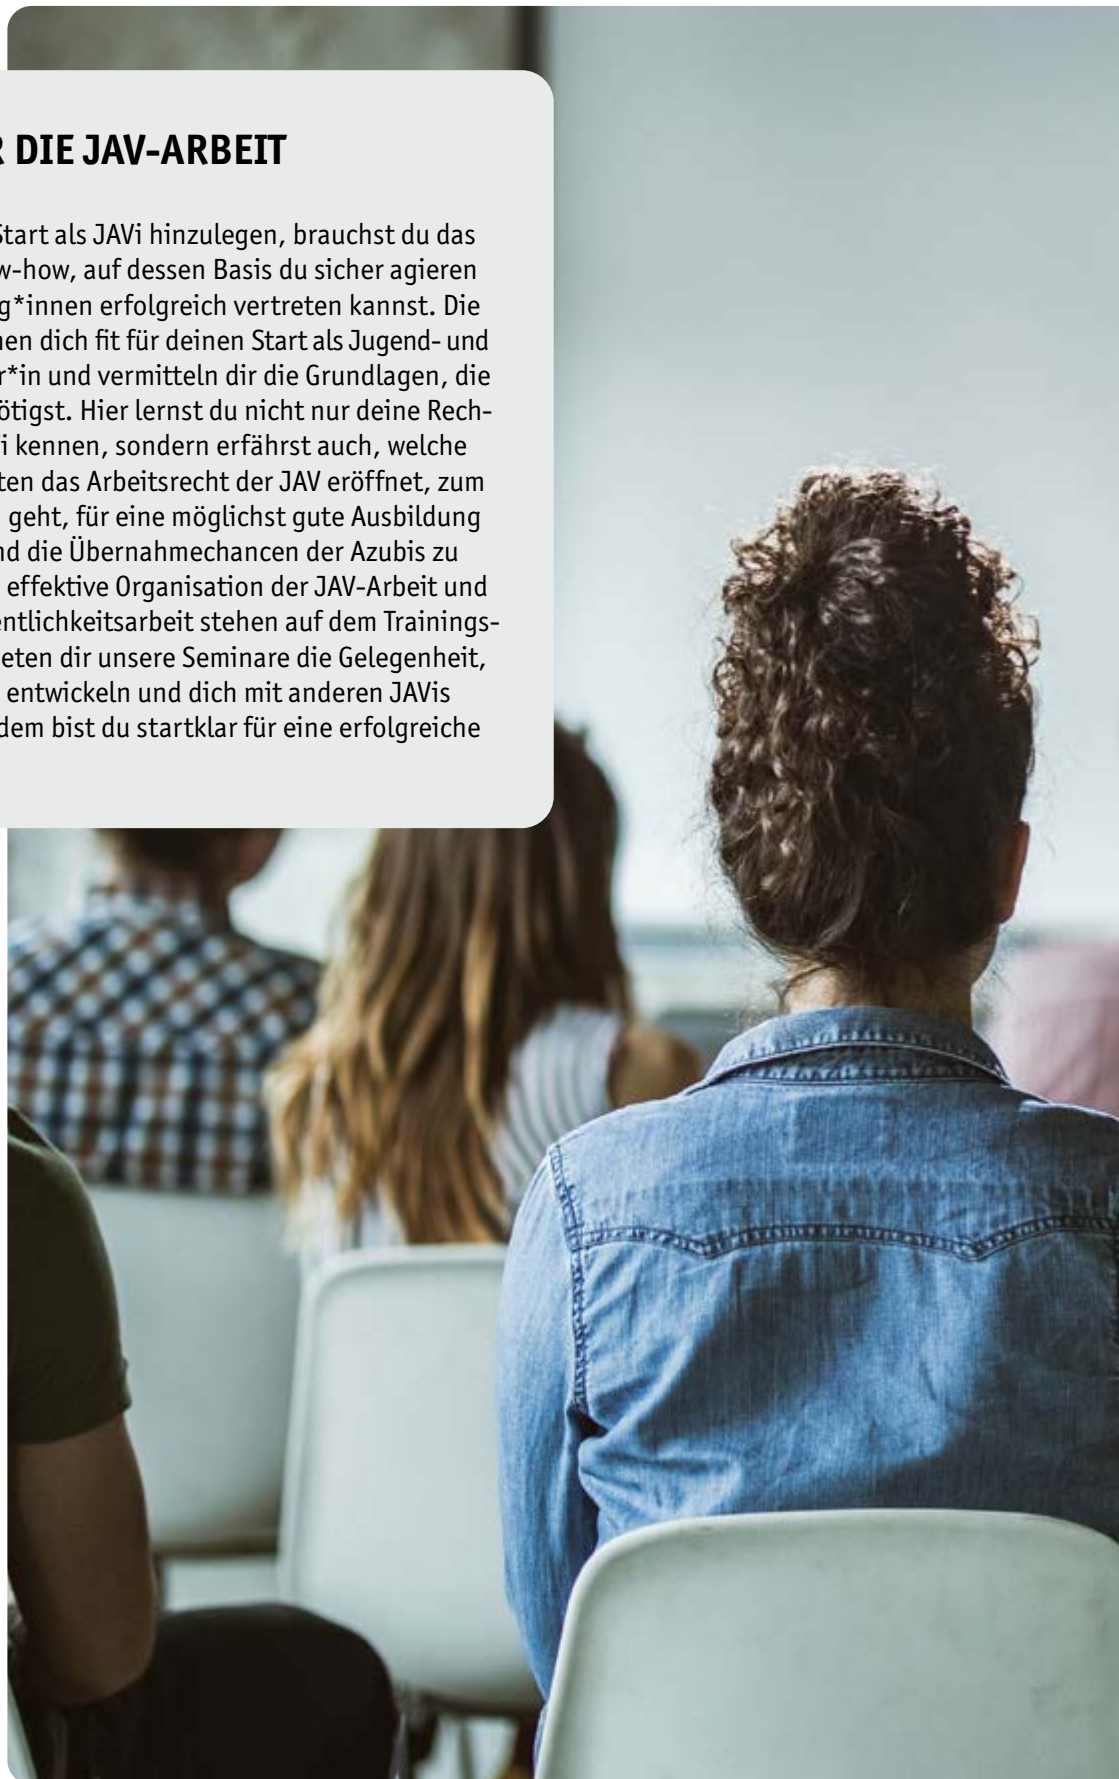 DIE JAV-ARBEIT
Start als JAVi hinzulegen, brauchst du das
w-how, auf dessen Basis du sicher agieren
g*innen erfolgreich vertreten kannst. Die
en dich fit für deinen Start als Jugend- und
r*in und vermitteln dir die Grundlagen, die
ötigst. Hier lernst du nicht nur deine Rech-
i kennen, sondern erfährst auch, welche
ten das Arbeitsrecht der JAV eröffnet, zum
geht, für eine möglichst gute Ausbildung
nd die Übernahmechancen der Azubis zu
effektive Organisation der JAV-Arbeit und
entlichkeitsarbeit stehen auf dem Trainings-
eten dir unsere Seminare die Gelegenheit,
entwickeln und dich mit anderen JAVis
dem bist du startklar für eine erfolgreiche